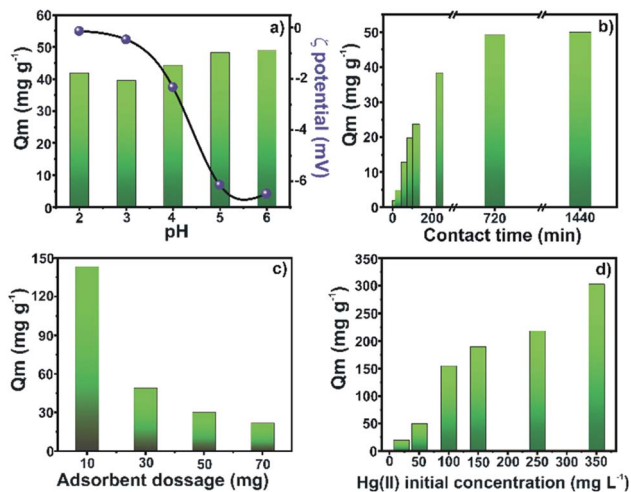 a)
60
50
40
30
20
10
0
Qm (mg g⁻¹)
2 3 4 5 6
pH
0
-2
-4
-6
ζ potential (mV)
b)
50
40
30
20
10
0
Qm (mg g⁻¹)
0 200 720 1440
Contact time (min)
c)
150
120
90
60
30
0
Qm (mg g⁻¹)
10 30 50 70
Adsorbent dossage (mg)
d)
350
300
250
200
150
100
50
0
Qm (mg g⁻¹)
0 50 100 150 200 250 300 350
Hg(II) initial concentration (mg L⁻¹)